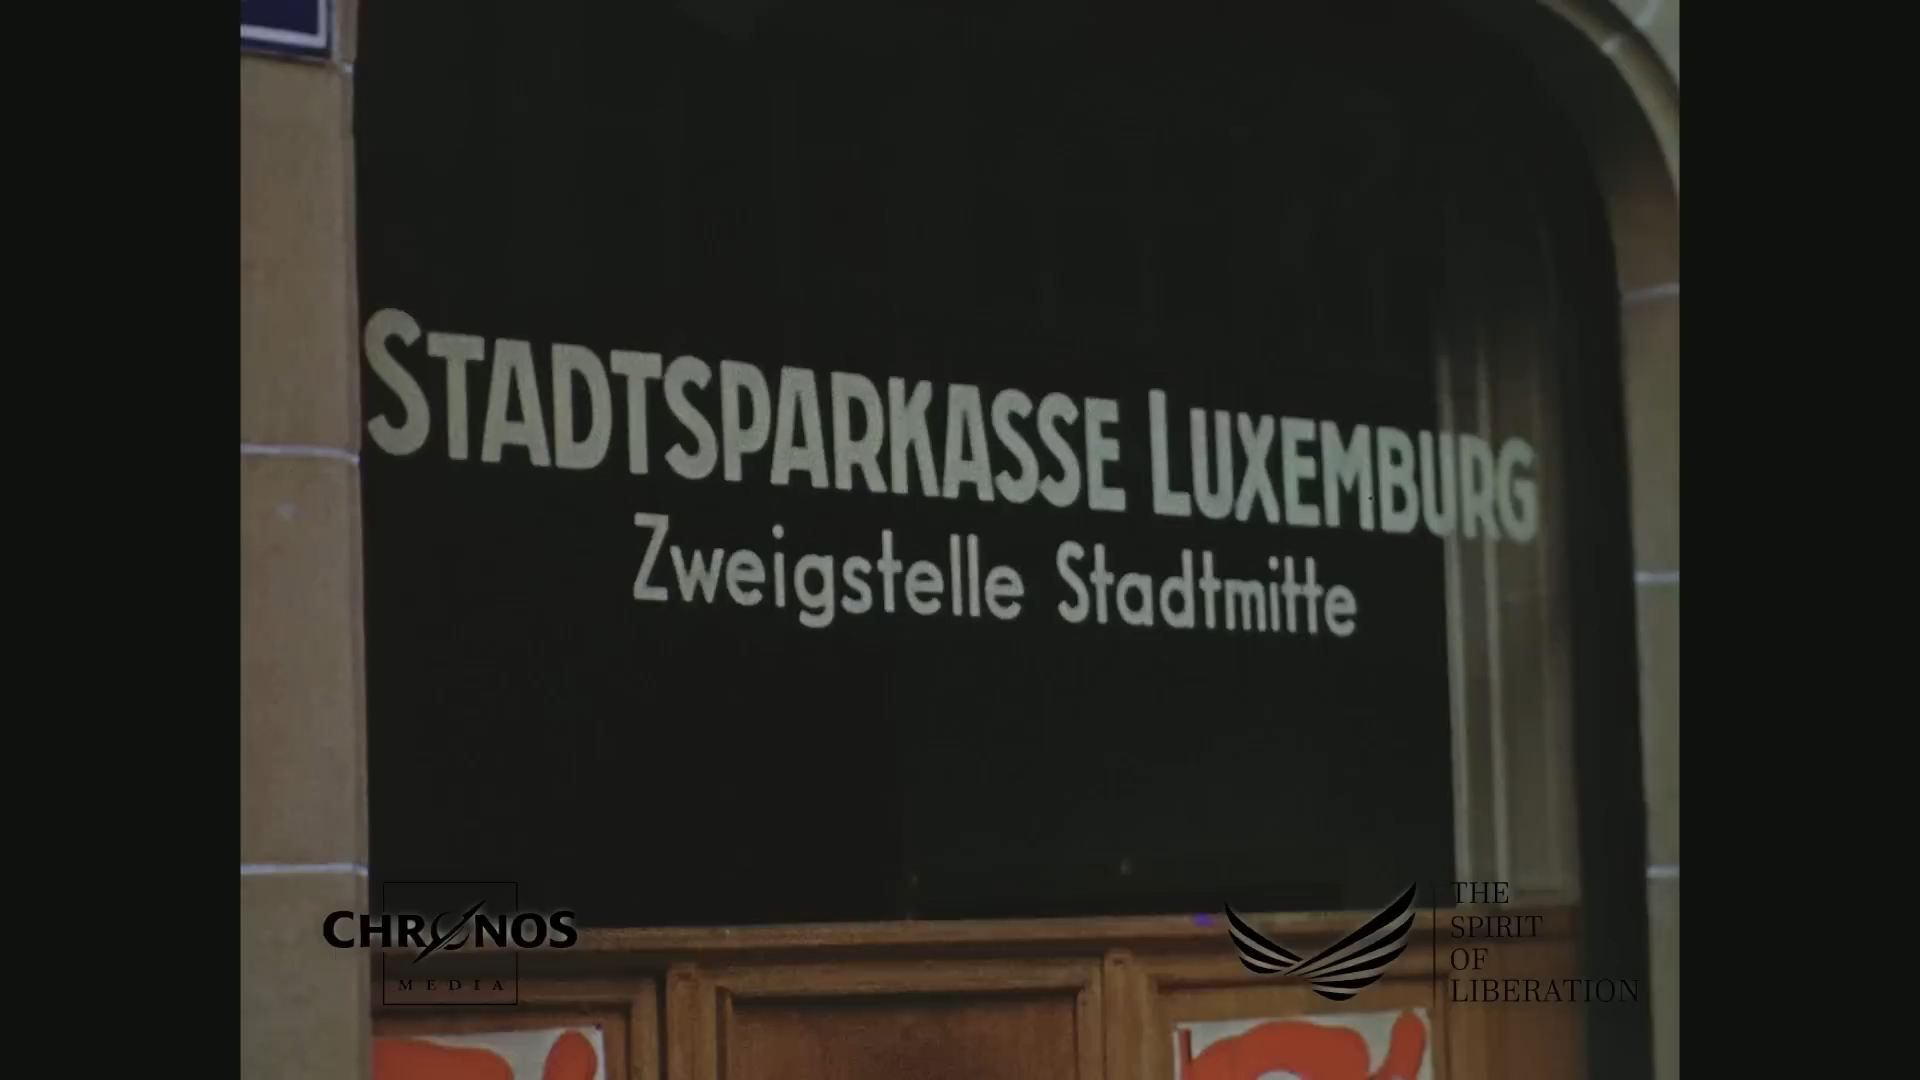 STADTSPARKASSE LUXEMBURG
Zweigstelle Stadtmitte
CHRONOS
MEDIA
THE
SPIRIT
OF
LIBERATION